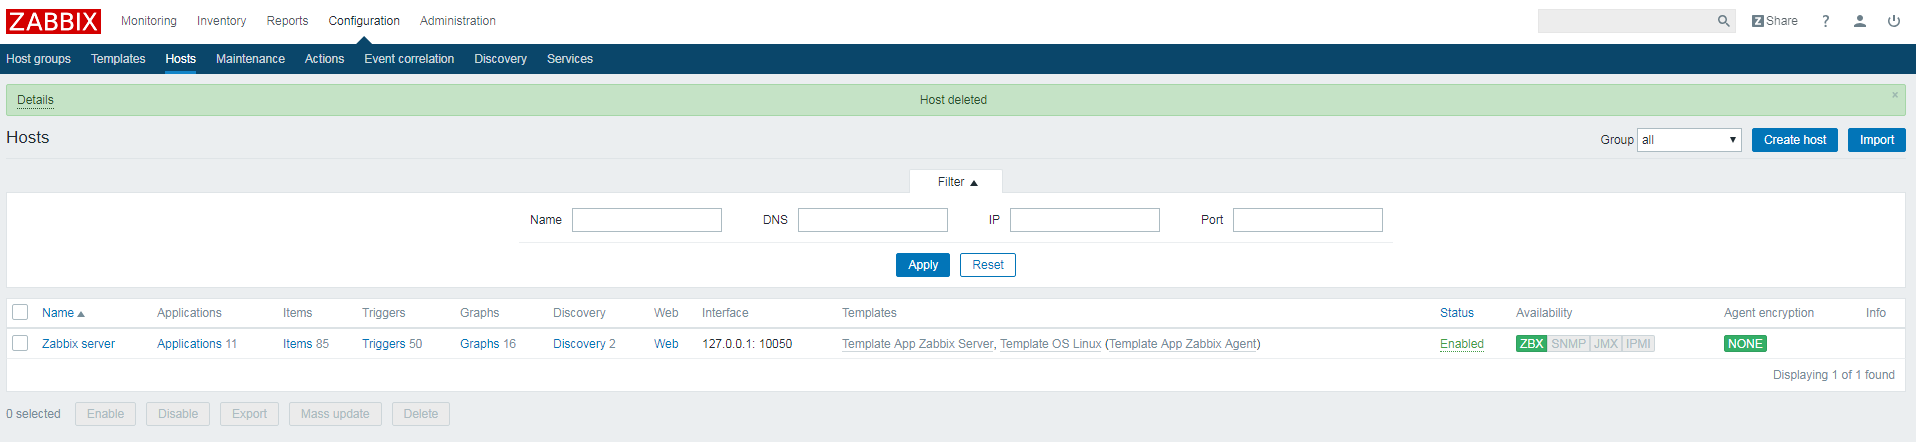 ZABBIX Monitoring Inventory Reports Configuration Administration Z Share ?
Host groups Templates Hosts Maintenance Actions Event correlation Discovery Services
Details Host deleted ×
Hosts Group all Create host Import
Filter
Name DNS IP Port
Apply Reset
Name Applications Items Triggers Graphs Discovery Web Interface Templates Status Availability Agent encryption Info
Zabbix server Applications 11 Items 85 Triggers 50 Graphs 16 Discovery 2 Web 127.0.0.1: 10050 Template App Zabbix Server, Template OS Linux (Template App Zabbix Agent) Enabled ZBX SNMP JMX IPMI NONE
Displaying 1 of 1 found
0 selected Enable Disable Export Mass update Delete